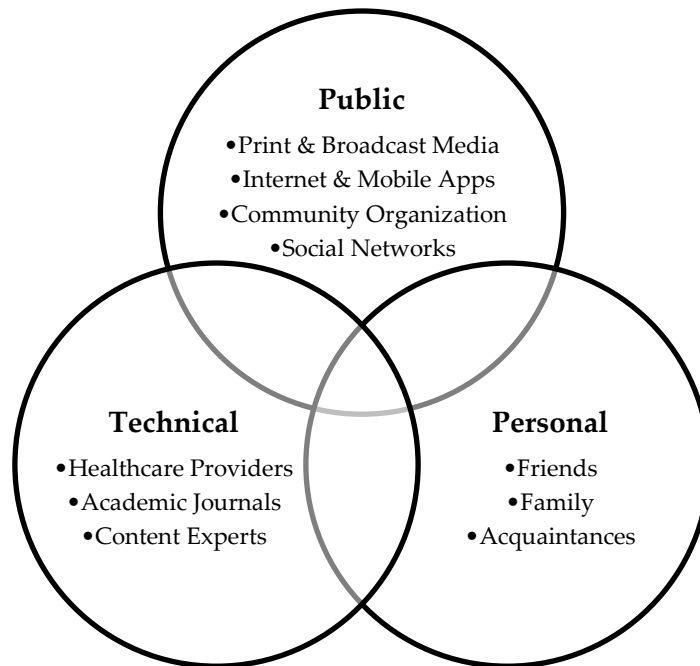 Public
•Print & Broadcast Media
•Internet & Mobile Apps
•Community Organization
•Social Networks
Technical
•Healthcare Providers
•Academic Journals
•Content Experts
Personal
•Friends
•Family
•Acquaintances